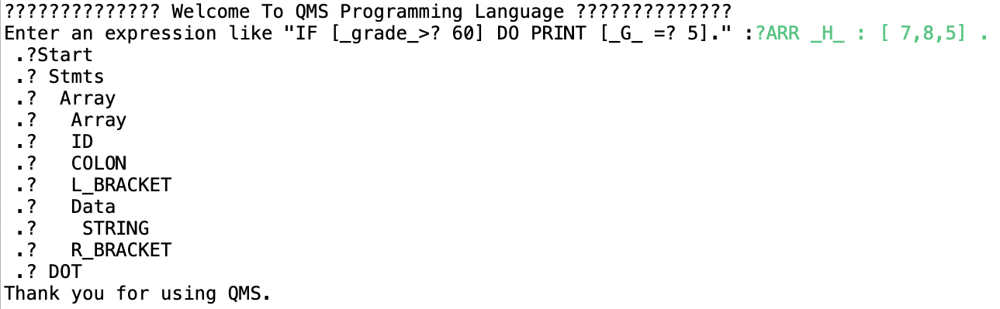 ?????????????? Welcome To QMS Programming Language ??????????????
Enter an expression like "IF [_grade_>? 60] DO PRINT [_G_ =? 5]." :?ARR _H_ : [ 7,8,5] .
.?Start
.? Stmts
.?  Array
.?   Array
.?   ID
.?   COLON
.?   L_BRACKET
.?   Data
.?    STRING
.?   R_BRACKET
.? DOT
Thank you for using QMS.